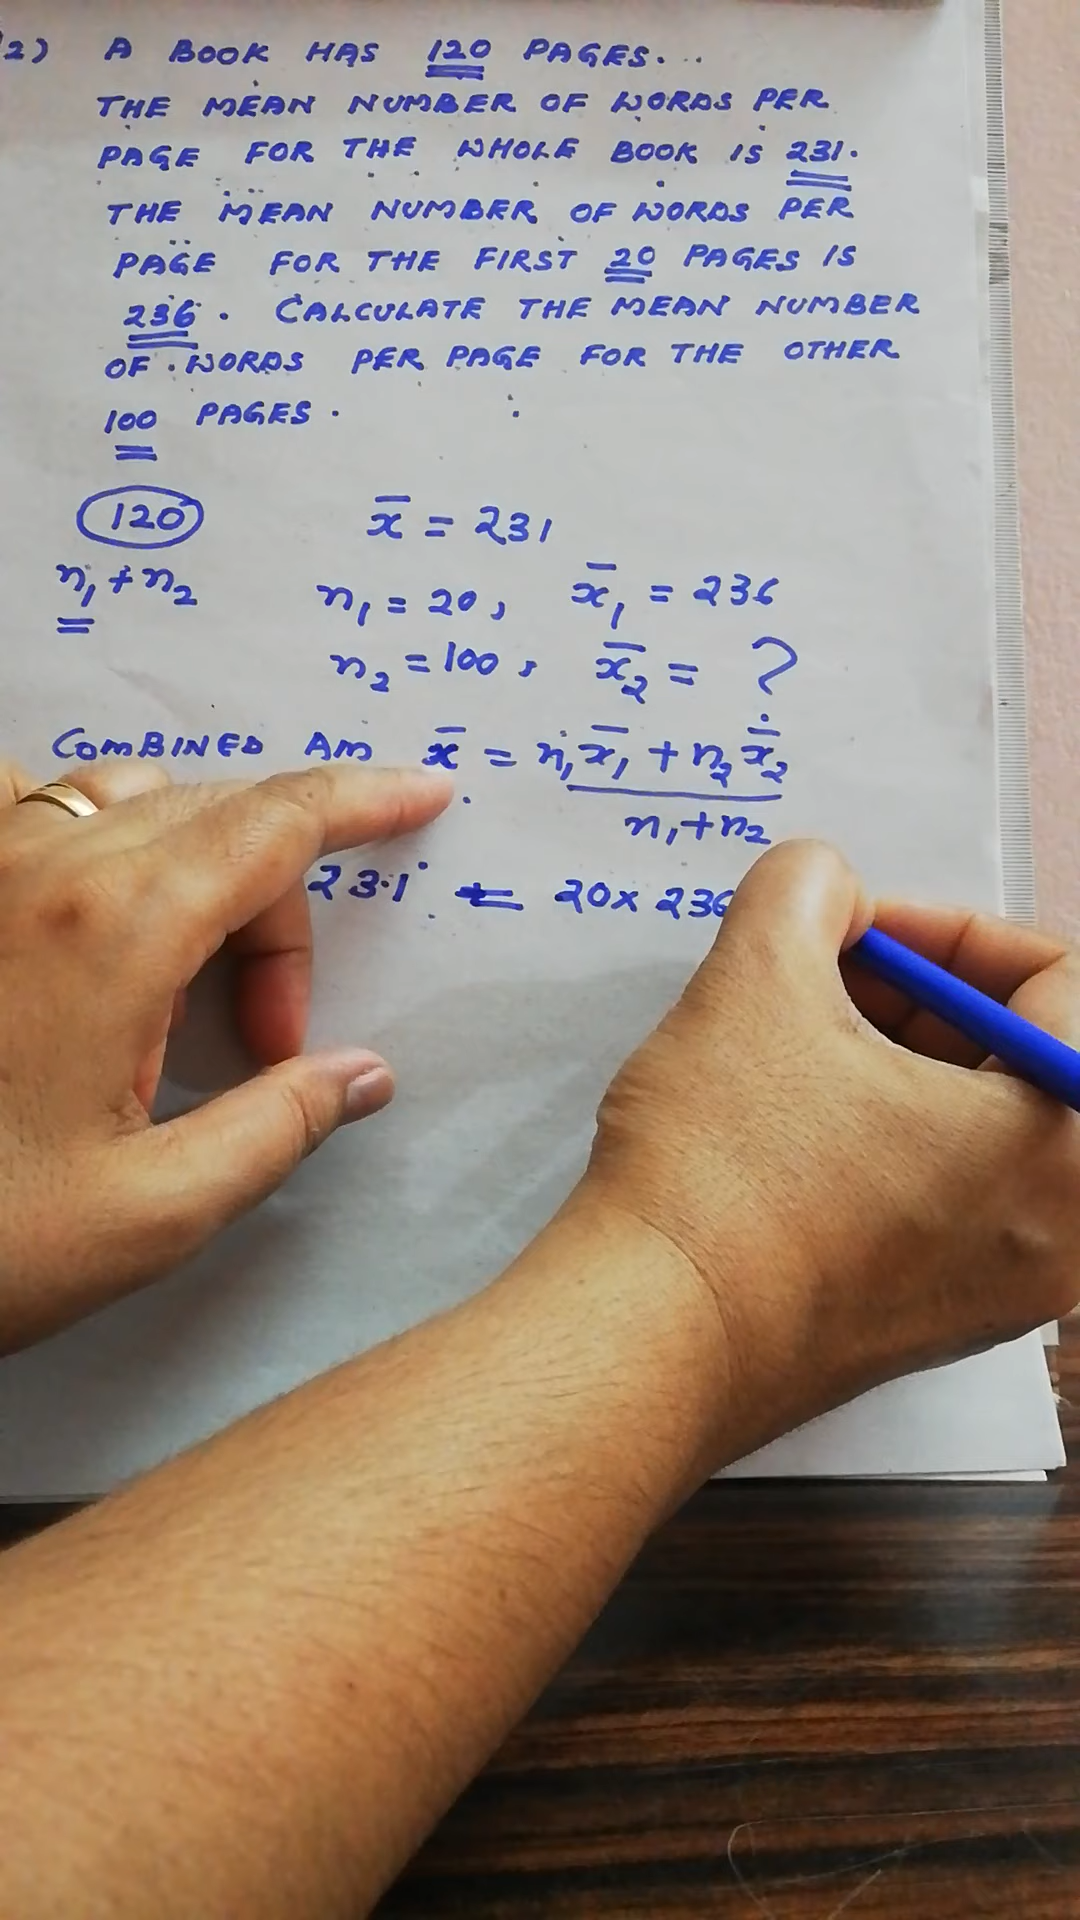 2) A BOOK HAS 120 PAGES...
THE MEAN NUMBER OF WORDS PER
PAGE FOR THE WHOLE BOOK IS 231.
THE MEAN NUMBER OF WORDS PER
PAGE FOR THE FIRST 20 PAGES IS
236. CALCULATE THE MEAN NUMBER
OF WORDS PER PAGE FOR THE OTHER
100 PAGES.
120 x̄ = 231
n₁+n₂ n₁ = 20, x̄₁ = 236
n₂ = 100, x̄₂ = ?
COMBINED AM x̄ = n₁x̄₁ + n₂x̄₂
n₁+n₂
231 = 20x 236